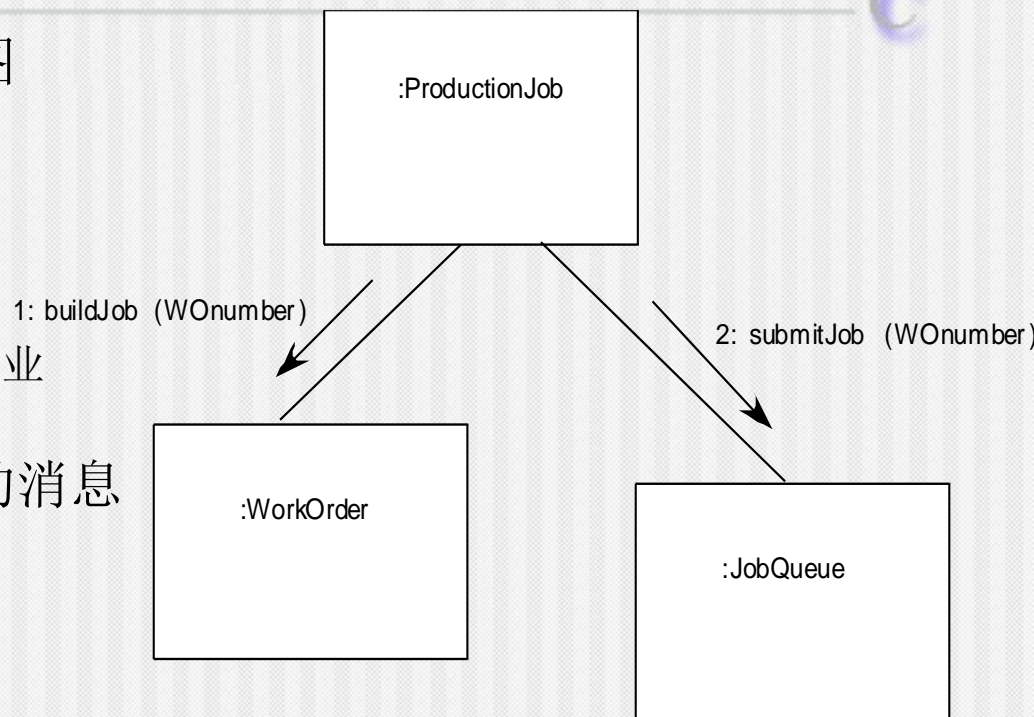 图
:ProductionJob
1: buildJob (WOnumber)
2: submitJob (WOnumber)
业
的消息
:WorkOrder
:JobQueue